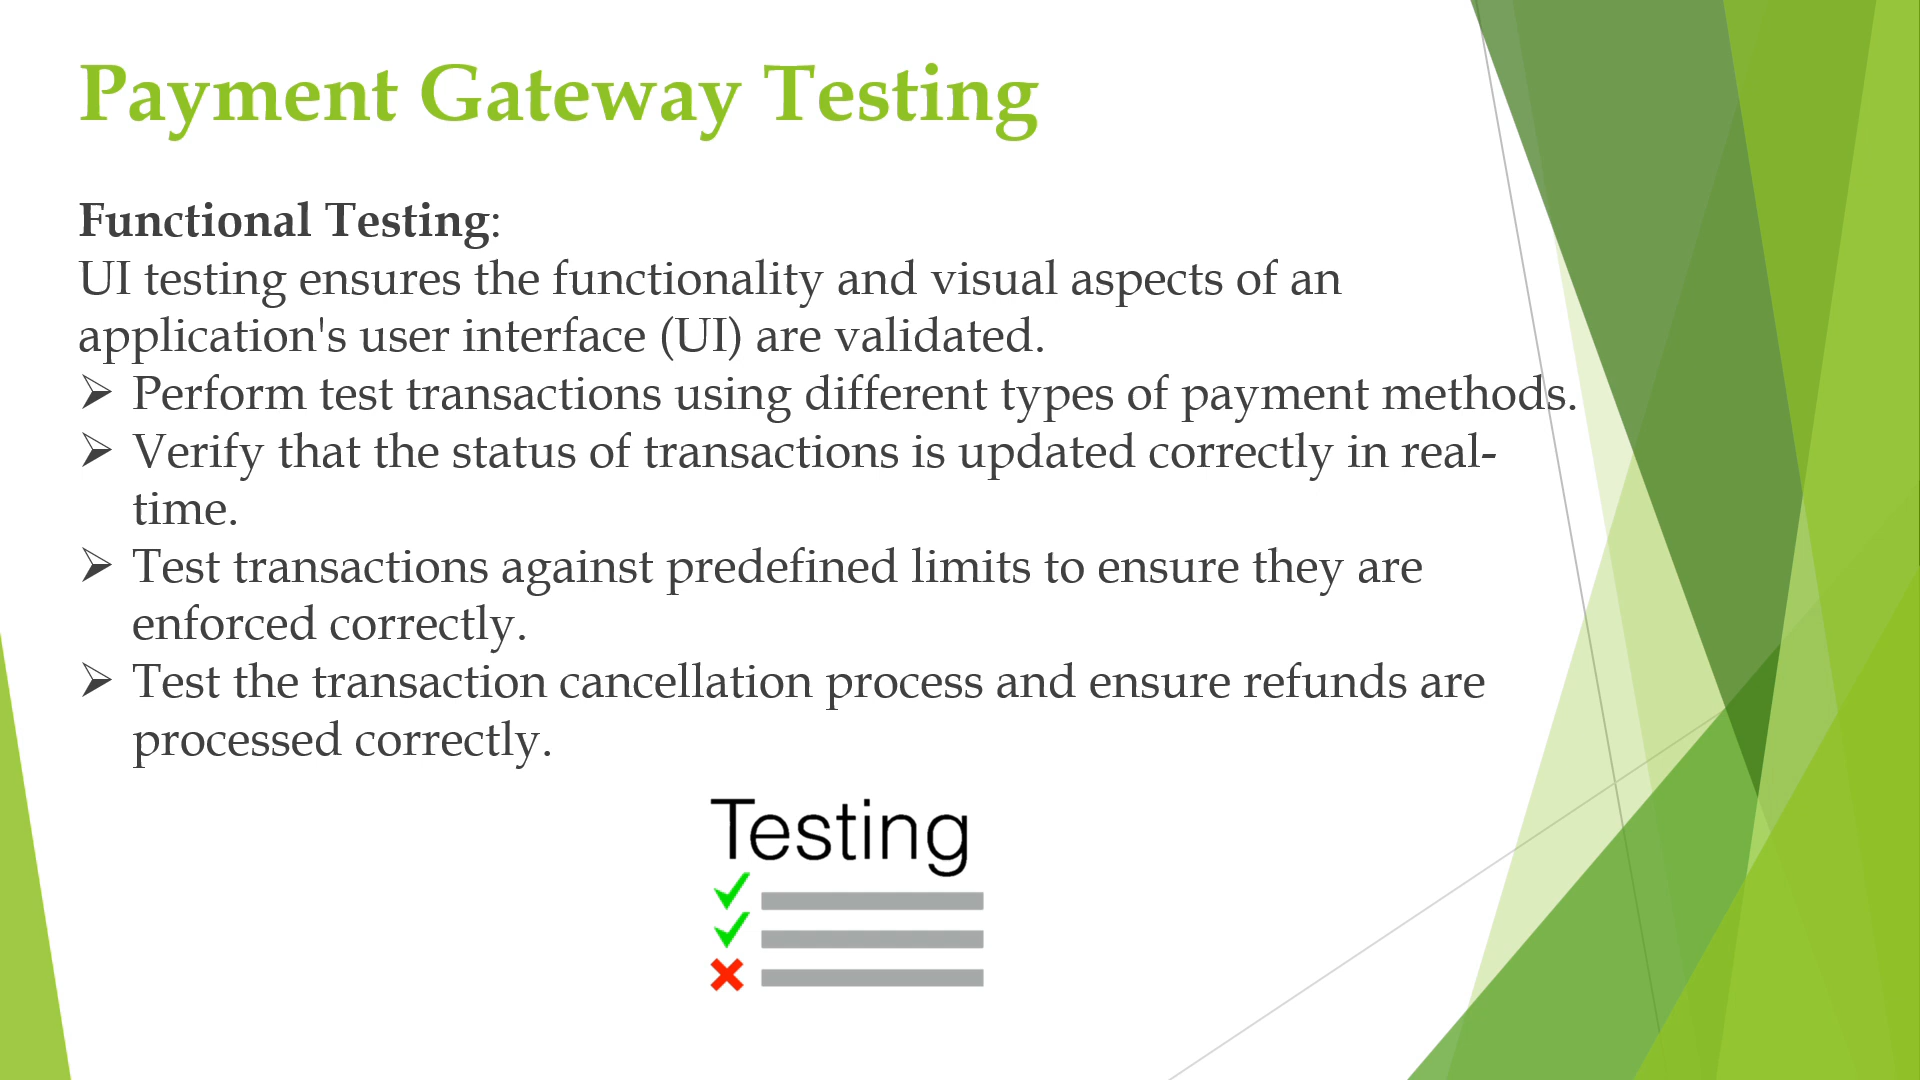 Payment Gateway Testing
Functional Testing:
UI testing ensures the functionality and visual aspects of an
application's user interface (UI) are validated.
➢ Perform test transactions using different types of payment methods.
➢ Verify that the status of transactions is updated correctly in real-
time.
➢ Test transactions against predefined limits to ensure they are
enforced correctly.
➢ Test the transaction cancellation process and ensure refunds are
processed correctly.
Testing